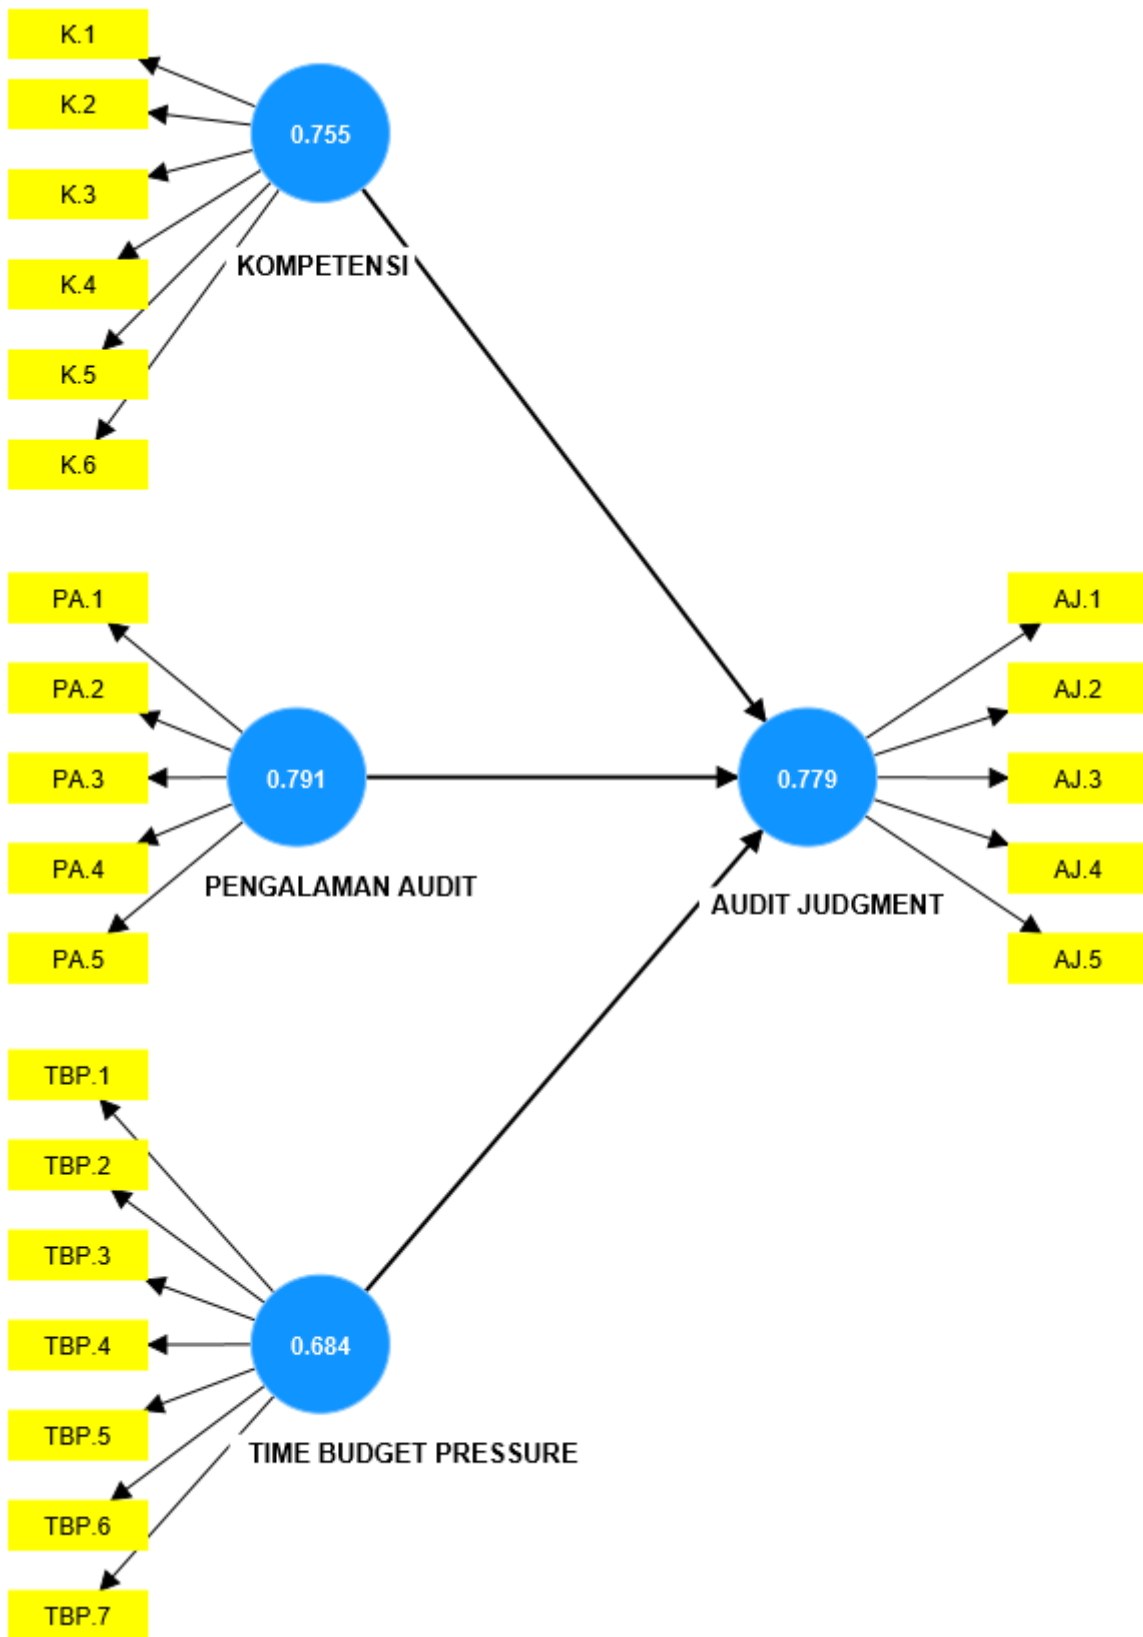 K.1
K.2
K.3
K.4
K.5
K.6
0.755
KOMPETENSI
PA.1
PA.2
PA.3
PA.4
PA.5
0.791
PENGALAMAN AUDIT
0.779
AUDIT JUDGMENT
AJ.1
AJ.2
AJ.3
AJ.4
AJ.5
TBP.1
TBP.2
TBP.3
TBP.4
TBP.5
TBP.6
TBP.7
0.684
TIME BUDGET PRESSURE